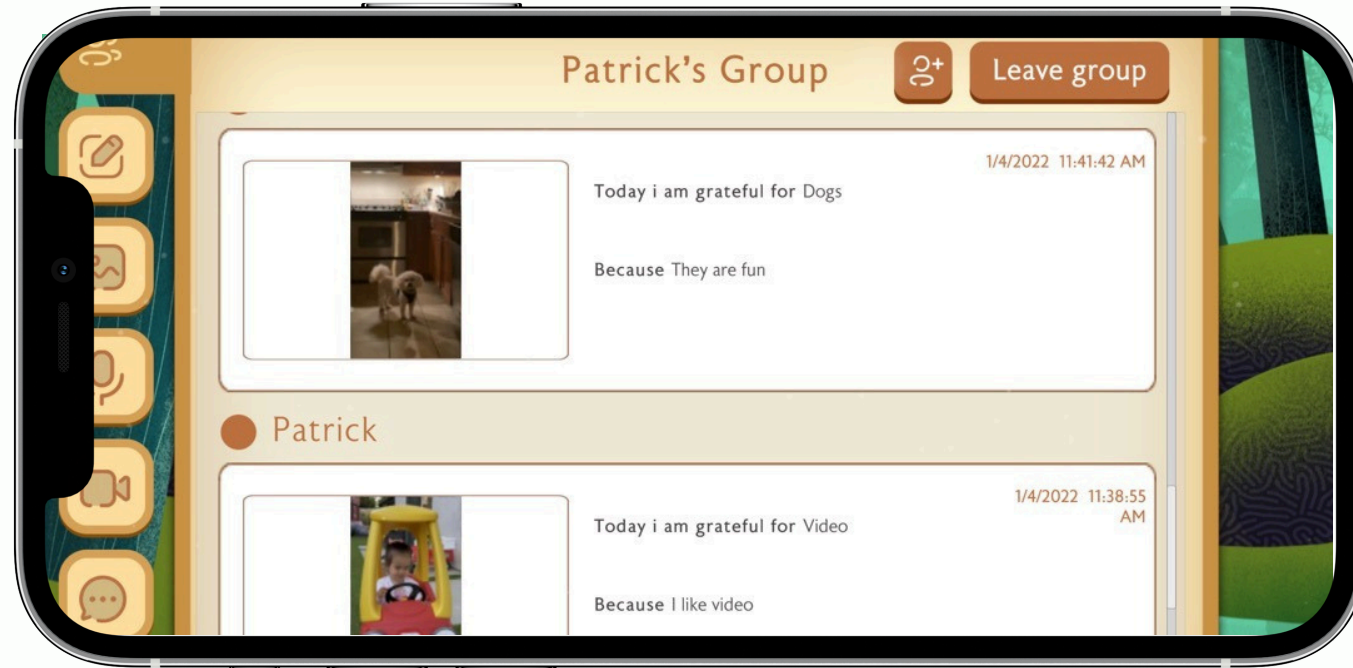 Patrick's Group
Leave group
1/4/2022 11:41:42 AM
Today i am grateful for Dogs
Because They are fun
Patrick
1/4/2022 11:38:55
AM
Today i am grateful for Video
Because I like video